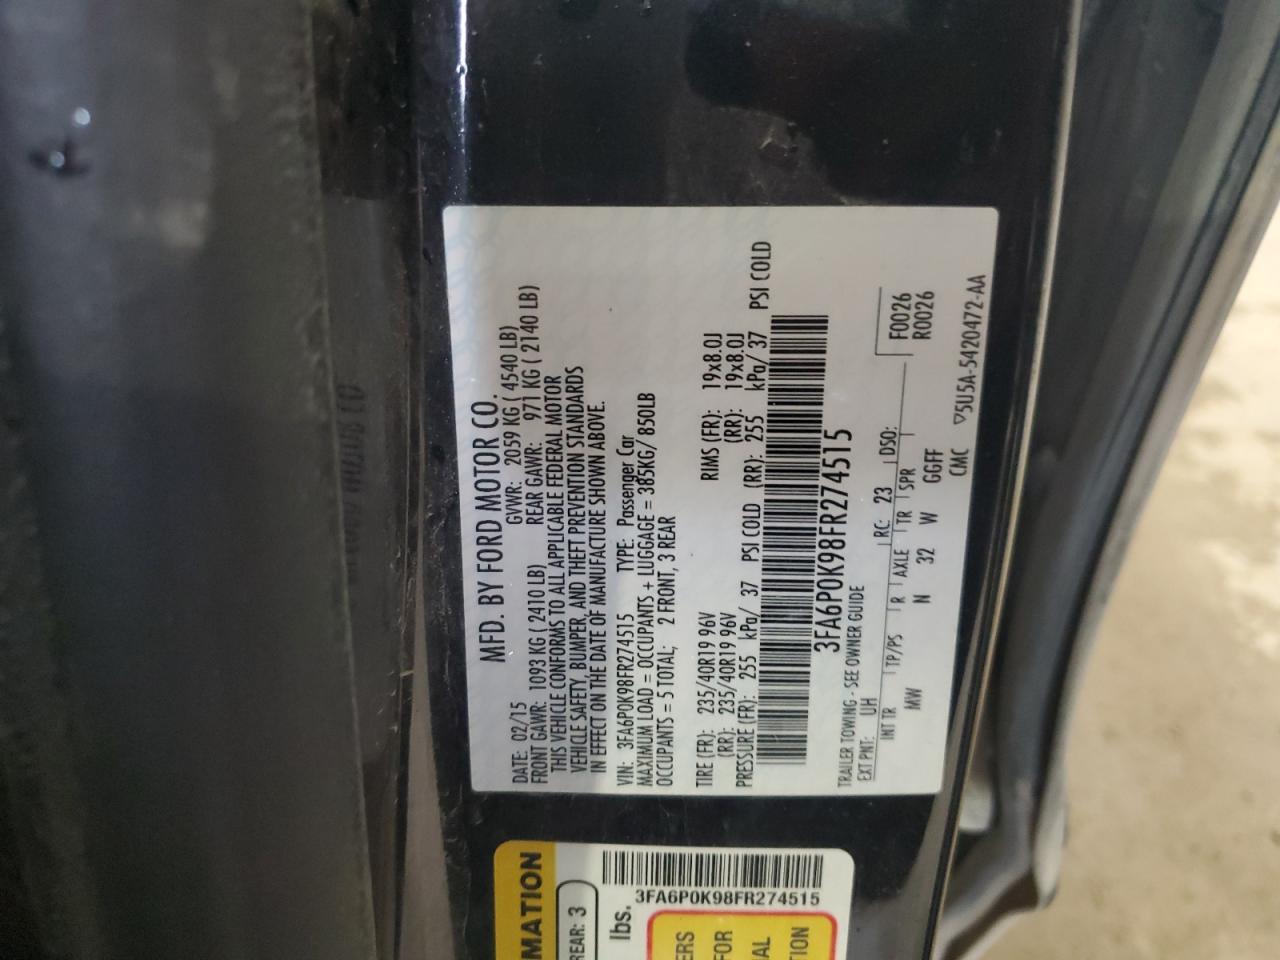 MFD. BY FORD MOTOR CO.
DATE: 02/15 GVWR: 2059 KG ( 4540 LB)
FRONT GAWR: 1093 KG ( 2410 LB) REAR GAWR: 971 KG ( 2140 LB)
THIS VEHICLE CONFORMS TO ALL APPLICABLE FEDERAL MOTOR
VEHICLE SAFETY, BUMPER, AND THEFT PREVENTION STANDARDS
IN EFFECT ON THE DATE OF MANUFACTURE SHOWN ABOVE.
VIN: 3FA6P0K98FR274515 TYPE: Passenger Car
MAXIMUM LOAD = OCCUPANTS + LUGGAGE = 385KG/ 850LB
OCCUPANTS = 5 TOTAL; 2 FRONT, 3 REAR
TIRE (FR): 235/40R19 96V RIMS (FR): 19x8.0J
(RR): 235/40R19 96V (RR): 19x8.0J
PRESSURE (FR): 255 kPa/ 37 PSI COLD (RR): 255 kPa/ 37 PSI COLD
3FA6P0K98FR274515
TRAILER TOWING - SEE OWNER GUIDE
EXT PNT: UH RC: 23 DSO:
INT TR TP/PS R AXLE TR SPR F0026
MW N 32 W GGFF R0026
CMC ▽5U5A-5420472-AA
MATION
REAR: 3
lbs.
3FA6P0K98FR274515
ERS
FOR
IAL
TION